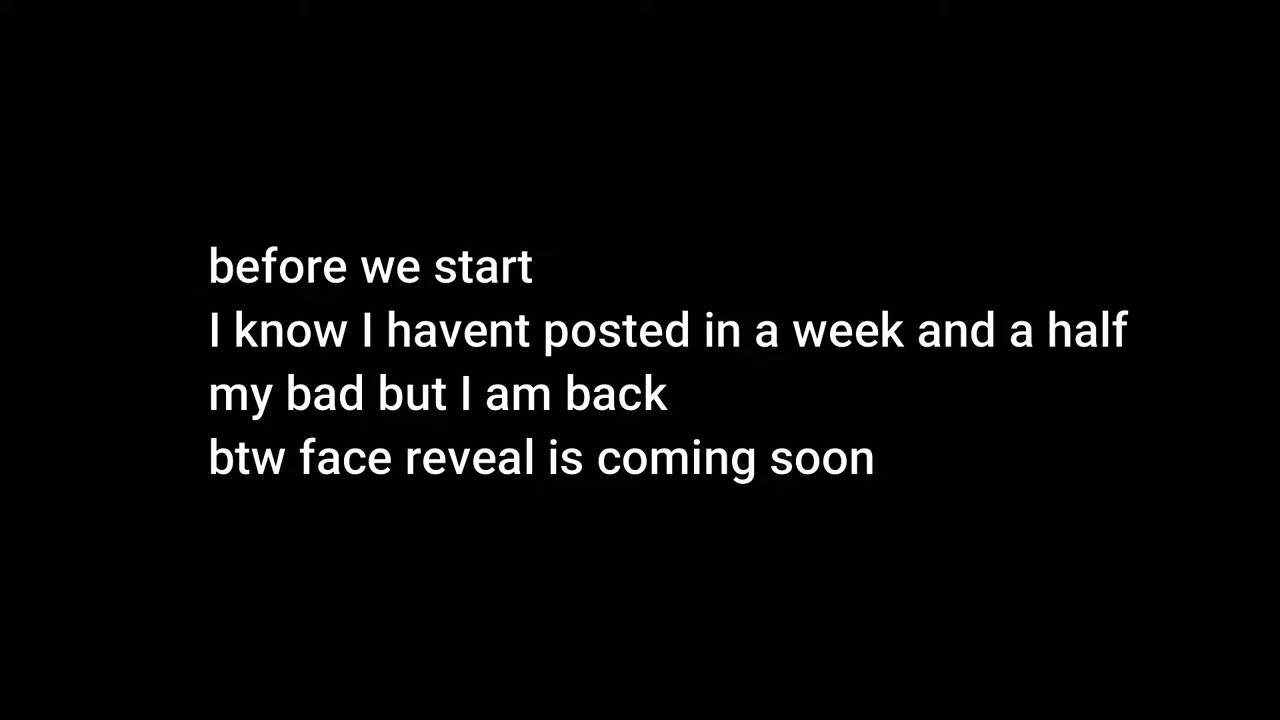 before we start
I know I havent posted in a week and a half
my bad but I am back
btw face reveal is coming soon